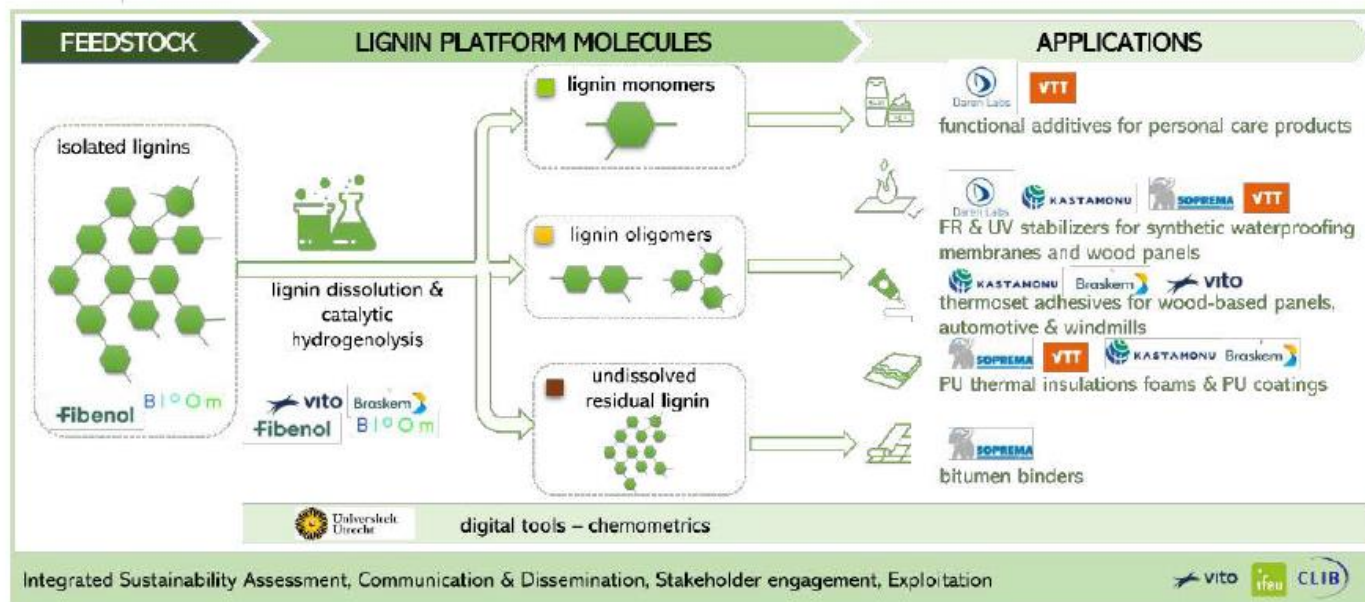 FEEDSTOCK
LIGNIN PLATFORM MOLECULES
APPLICATIONS
isolated lignins
Fibenol
BIOOm
lignin dissolution &
catalytic
hydrogenolysis
vito
Braskem
Fibenol
BIOOm
lignin monomers
lignin oligomers
undissolved
residual lignin
Daren Labs
VTT
functional additives for personal care products
Daren Labs
KASTAMONU
SOPREMA
VTT
FR & UV stabilizers for synthetic waterproofing
membranes and wood panels
KASTAMONU
Braskem
vito
thermoset adhesives for wood-based panels,
automotive & windmills
SOPREMA
VTT
KASTAMONU
Braskem
PU thermal insulations foams & PU coatings
SOPREMA
bitumen binders
Universiteit
Utrecht
digital tools – chemometrics
Integrated Sustainability Assessment, Communication & Dissemination, Stakeholder engagement, Exploitation
vito
ifeu
CLIB